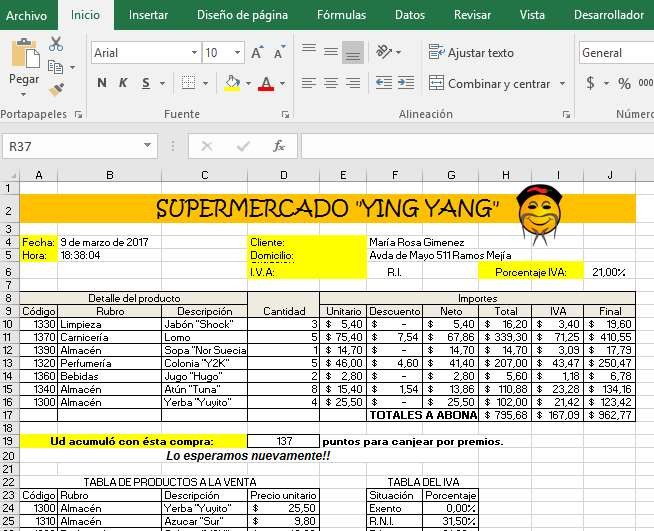 Archivo Inicio Insertar Diseño de página Fórmulas Datos Revisar Vista Desarrollador
Arial 10 A A Ajustar texto General
Pegar N K S A Combinar y centrar $ % 000
Portapapeles Fuente Alineación Número
R37 fx
A B C D E F G H I J
1
2 SUPERMERCADO "YING YANG"
3
4 Fecha: 9 de marzo de 2017 Cliente: María Rosa Gimenez
5 Hora: 18:38:04 Domicilio: Avda de Mayo 511 Ramos Mejía
6 I.V.A: R.I. Porcentaje IVA: 21,00%
7
8 Detalle del producto Importes
9 Código Rubro Descripción Cantidad Unitario Descuento Neto Total IVA Final
10 1330 Limpieza Jabón "Shock" 3 $ 5,40 $ - $ 5,40 $ 16,20 $ 3,40 $ 19,60
11 1370 Carnicería Lomo 5 $ 75,40 $ 7,54 $ 67,86 $ 339,30 $ 71,25 $ 410,55
12 1390 Almacén Sopa "Nor Suecia 1 $ 14,70 $ - $ 14,70 $ 14,70 $ 3,09 $ 17,79
13 1320 Perfumería Colonia "Y2K" 5 $ 46,00 $ 4,60 $ 41,40 $ 207,00 $ 43,47 $ 250,47
14 1360 Bebidas Jugo "Hugo" 2 $ 2,80 $ - $ 2,80 $ 5,60 $ 1,18 $ 6,78
15 1340 Almacén Atún "Tuna" 8 $ 15,40 $ 1,54 $ 13,86 $ 110,88 $ 23,28 $ 134,16
16 1300 Almacén Yerba "Yuyito" 4 $ 25,50 $ - $ 25,50 $ 102,00 $ 21,42 $ 123,42
17 TOTALES A ABONA $ 795,68 $ 167,09 $ 962,77
18
19 Ud acumuló con ésta compra: 137 puntos para canjear por premios.
20 Lo esperamos nuevamente!!
21
22 TABLA DE PRODUCTOS A LA VENTA TABLA DEL IVA
23 Código Rubro Descripción Precio unitario Situación Porcentaje
24 1300 Almacén Yerba "Yuyito" $ 25,50 Exento 0,00%
25 1310 Almacén Azucar "Sur" $ 9,80 R.N.I. 31,50%